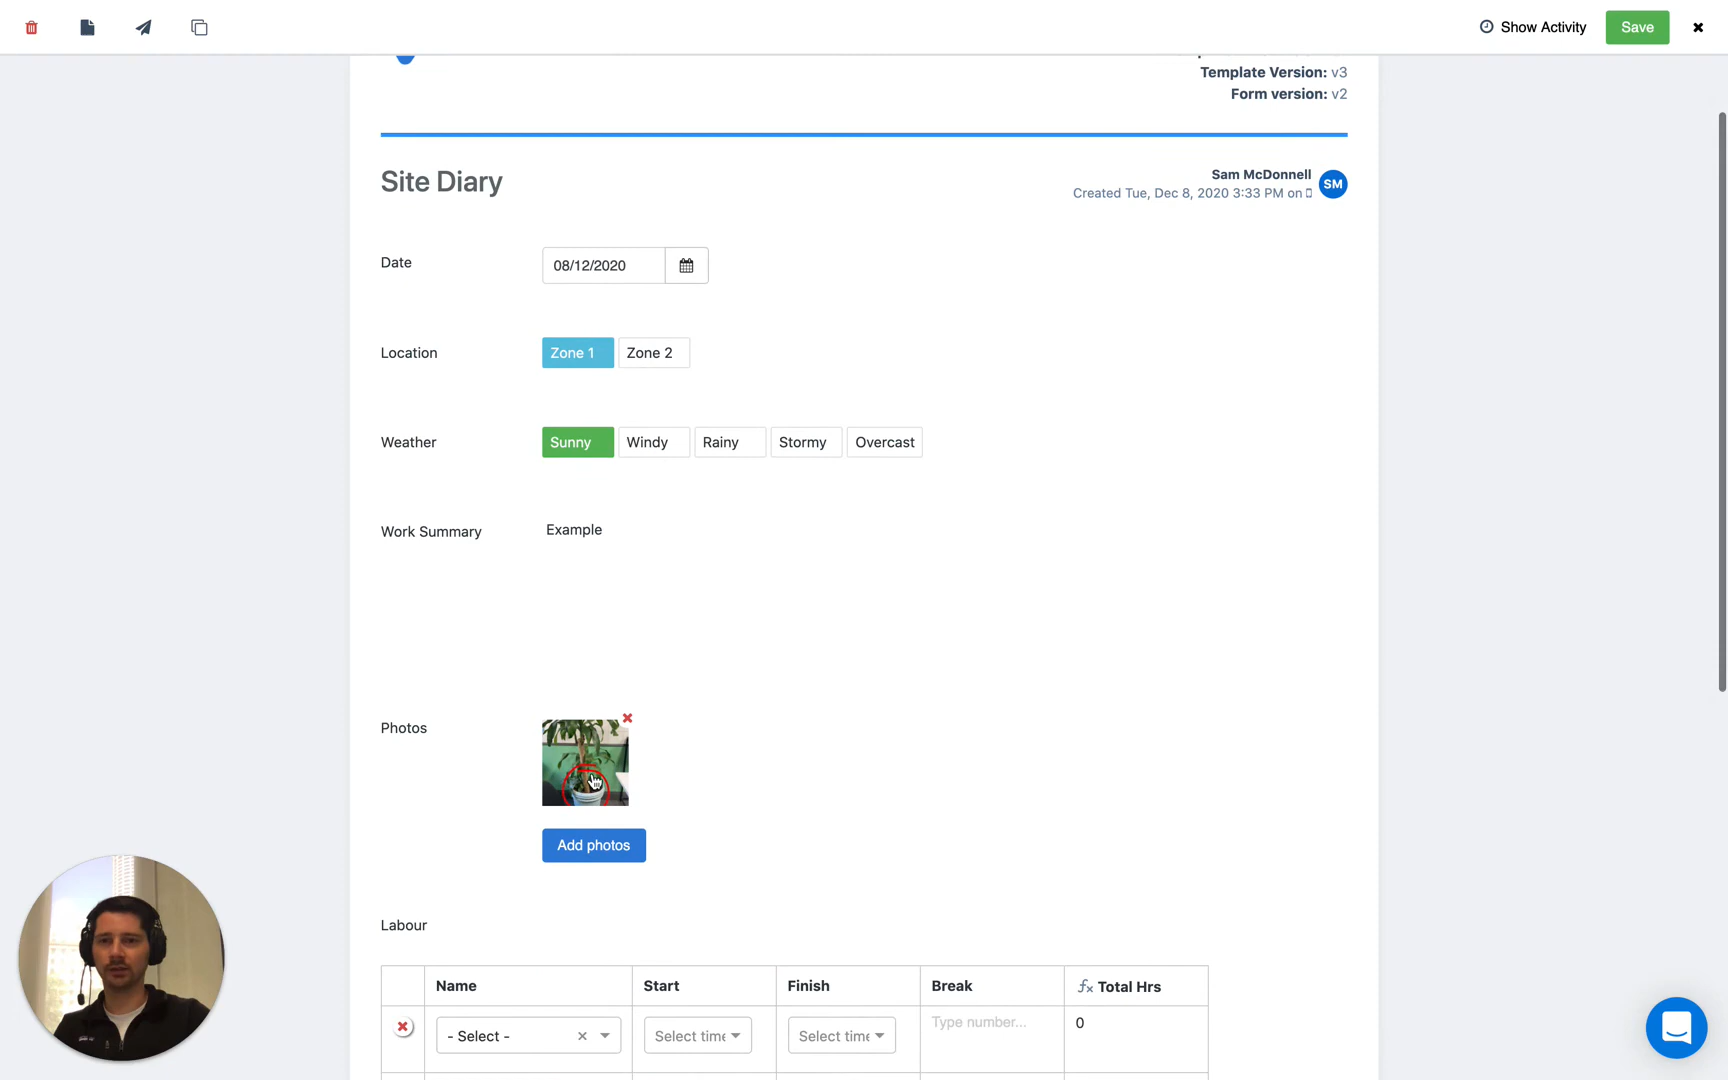 Show Activity
Save
Template Version: v3
Form version: v2
Site Diary
Sam McDonnell
Created Tue, Dec 8, 2020 3:33 PM on
SM
Date
08/12/2020
Location
Zone 1
Zone 2
Weather
Sunny
Windy
Rainy
Stormy
Overcast
Work Summary
Example
Photos
Add photos
Labour
Name
Start
Finish
Break
fx Total Hrs
- Select -
Select time
Select time
Type number...
0